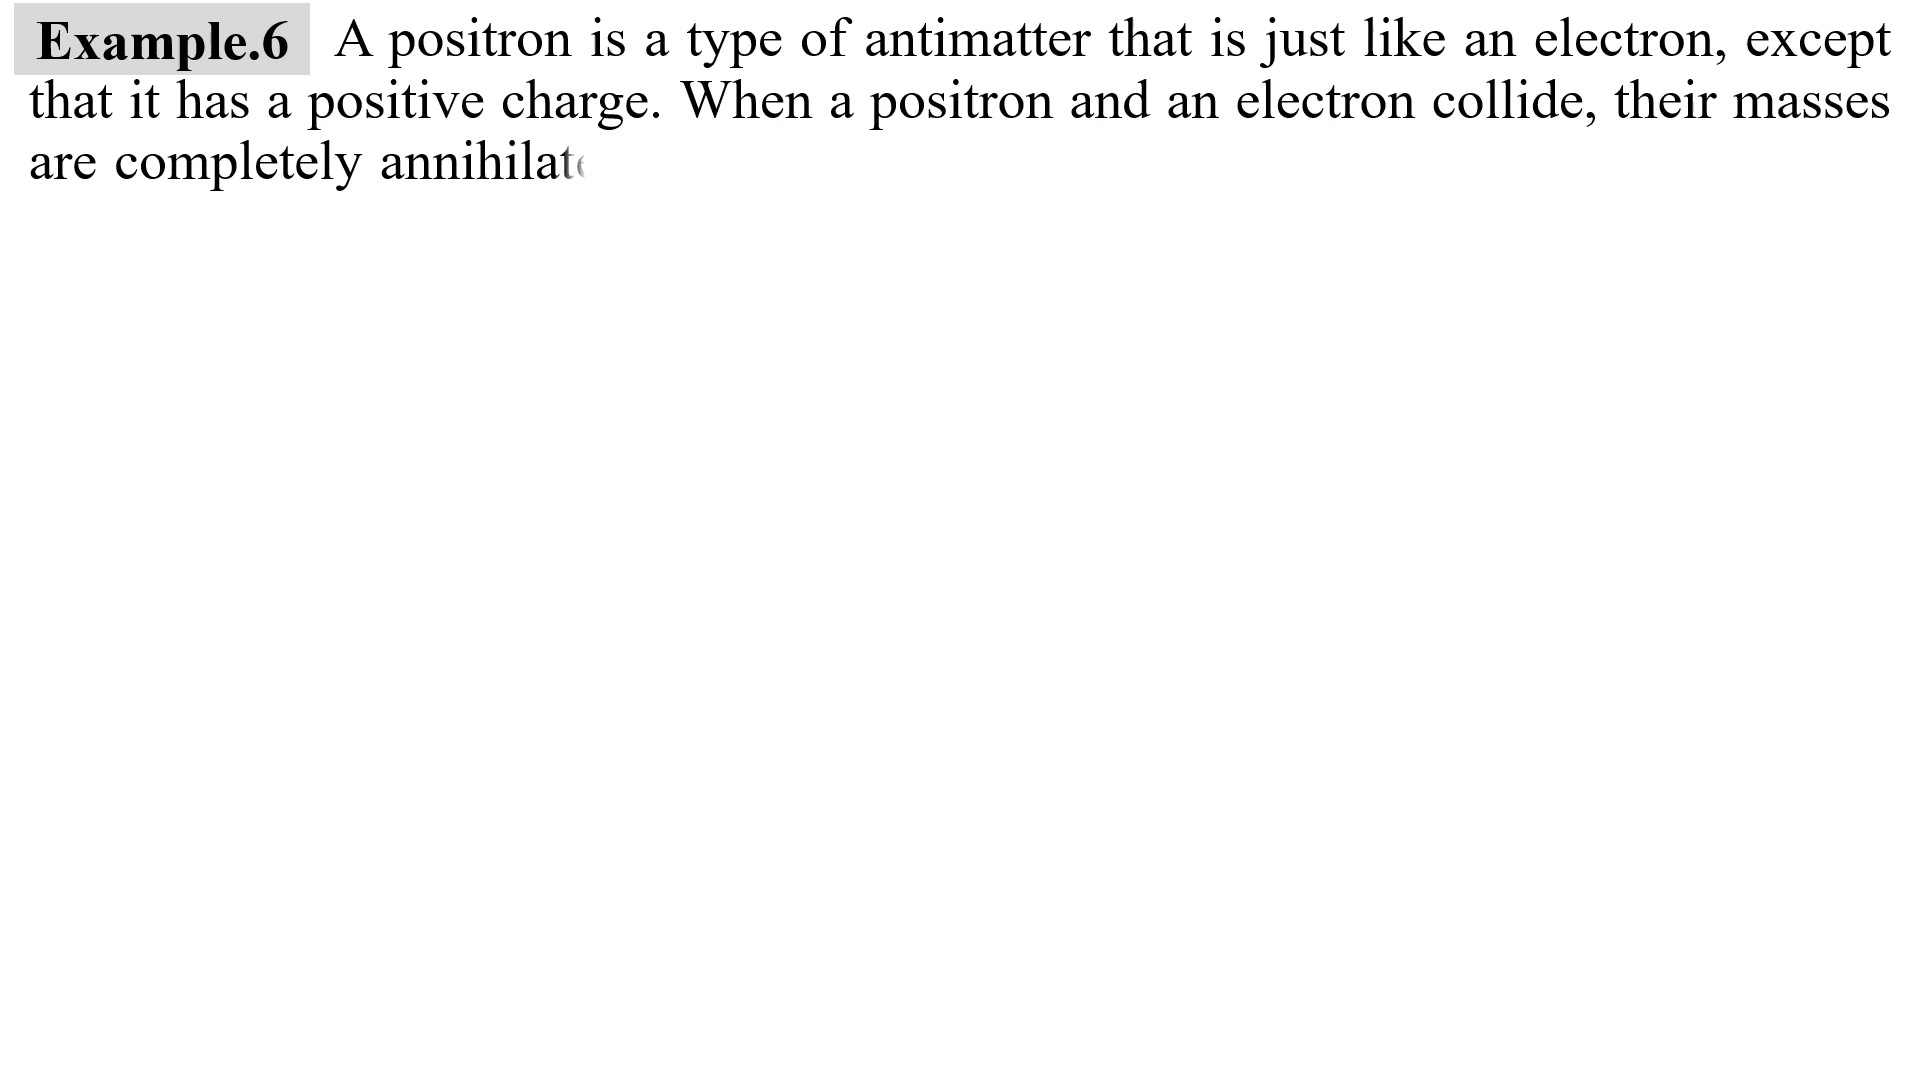 Example.6 A positron is a type of antimatter that is just like an electron, except
that it has a positive charge. When a positron and an electron collide, their masses
are completely annihilat